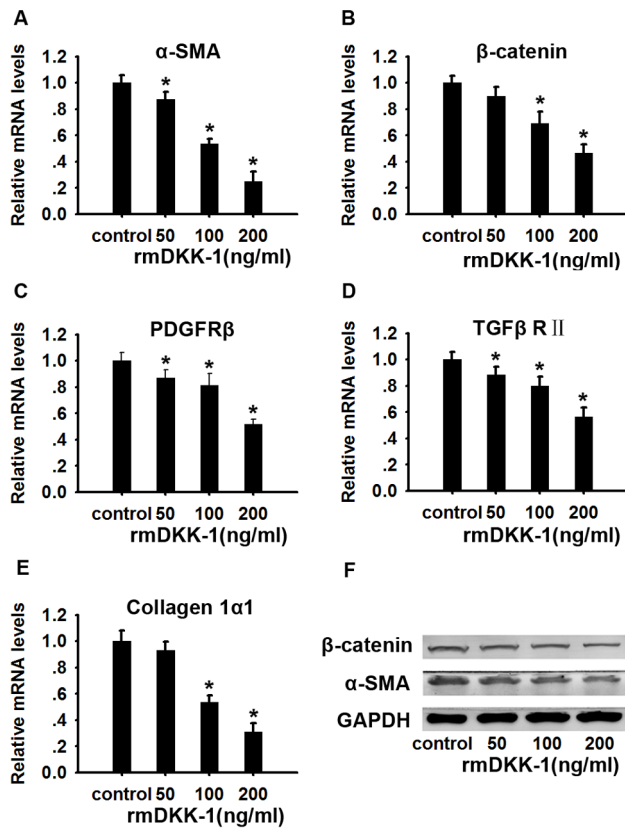 A
α-SMA
Relative mRNA levels
1.2
1.0
.8
.6
.4
.2
0.0
*
*
*
control 50 100 200
rmDKK-1(ng/ml)
B
β-catenin
Relative mRNA levels
1.2
1.0
.8
.6
.4
.2
0.0
*
*
control 50 100 200
rmDKK-1(ng/ml)
C
PDGFRβ
Relative mRNA levels
1.2
1.0
.8
.6
.4
.2
0.0
*
*
*
control 50 100 200
rmDKK-1(ng/ml)
D
TGFβ RⅡ
Relative mRNA levels
1.2
1.0
.8
.6
.4
.2
0.0
*
*
*
control 50 100 200
rmDKK-1(ng/ml)
E
Collagen 1α1
Relative mRNA levels
1.2
1.0
.8
.6
.4
.2
0.0
*
*
control 50 100 200
rmDKK-1(ng/ml)
F
β-catenin
α-SMA
GAPDH
control 50 100 200
rmDKK-1(ng/ml)